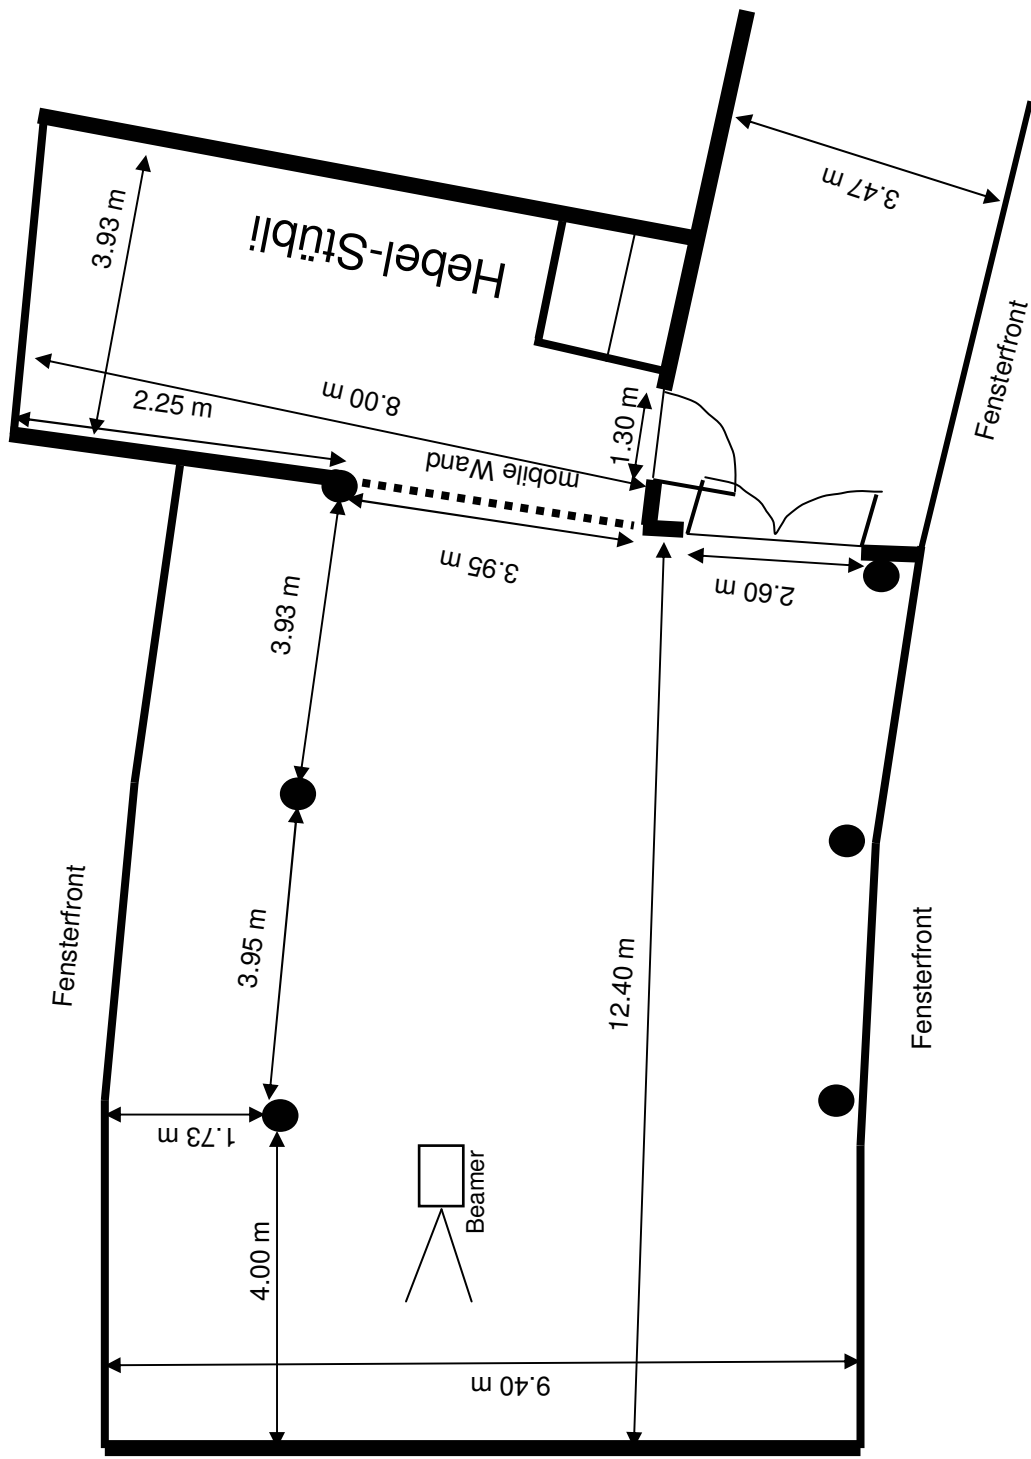 3.47 m
3.93 m
Hebel-Stübli
8.00 m
2.25 m
1.30 m
mobile Wand
3.95 m
2.60 m
Fensterfront
3.93 m
Fensterfront
3.95 m
12.40 m
Fensterfront
1.73 m
Beamer
4.00 m
9.40 m